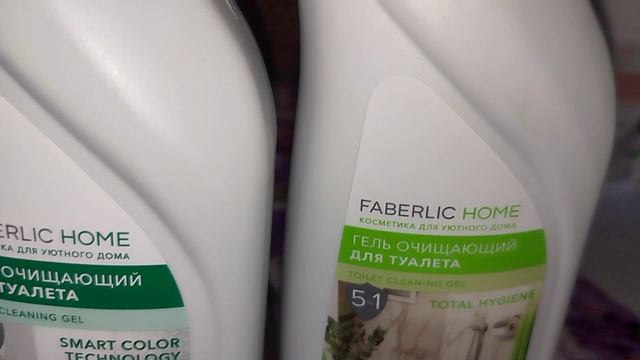 ERLIC HOME
КА ДЛЯ УЮТНОГО ДОМА
ОЧИЩАЮЩИЙ
ТУАЛЕТА
CLEANING GEL
SMART COLOR
TECHNOLOGY
FABERLIC HOME
КОСМЕТИКА ДЛЯ УЮТНОГО ДОМА
ГЕЛЬ ОЧИЩАЮЩИЙ
ДЛЯ ТУАЛЕТА
TOILET CLEANING GEL
5 в 1
TOTAL HYGIENE